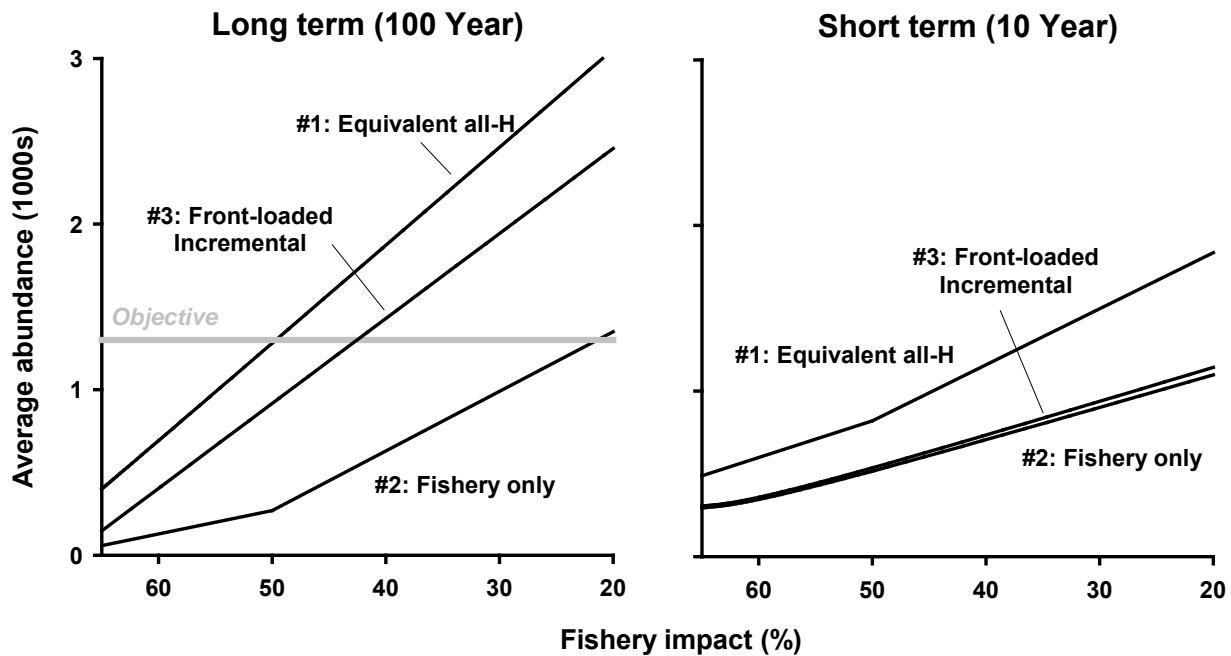 Long term (100 Year)
3
2
1
0
Average abundance (1000s)
#1: Equivalent all-H
#3: Front-loaded
Incremental
Objective
#2: Fishery only
60 50 40 30 20
Short term (10 Year)
#3: Front-loaded
Incremental
#1: Equivalent all-H
#2: Fishery only
60 50 40 30 20
Fishery impact (%)